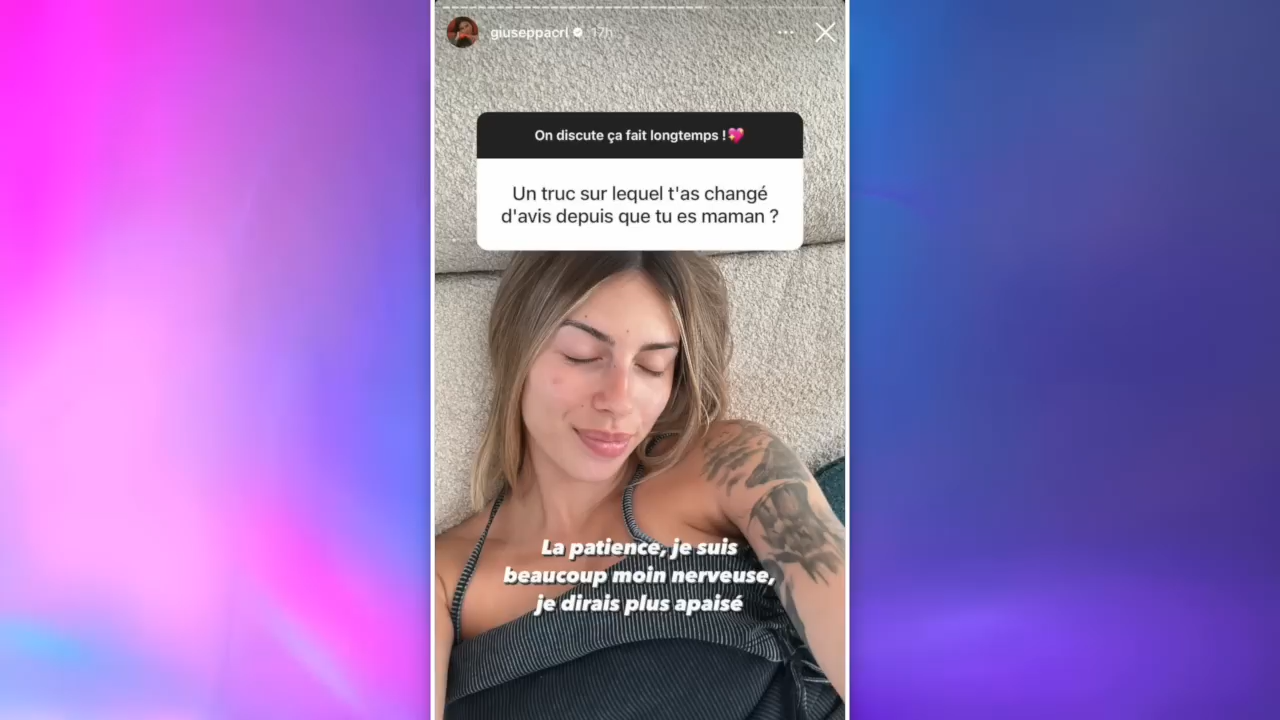 giuseppacrl 17h
On discute ça fait longtemps !💖
Un truc sur lequel t'as changé
d'avis depuis que tu es maman ?
La patience, je suis
beaucoup moin nerveuse,
je dirais plus apaisé